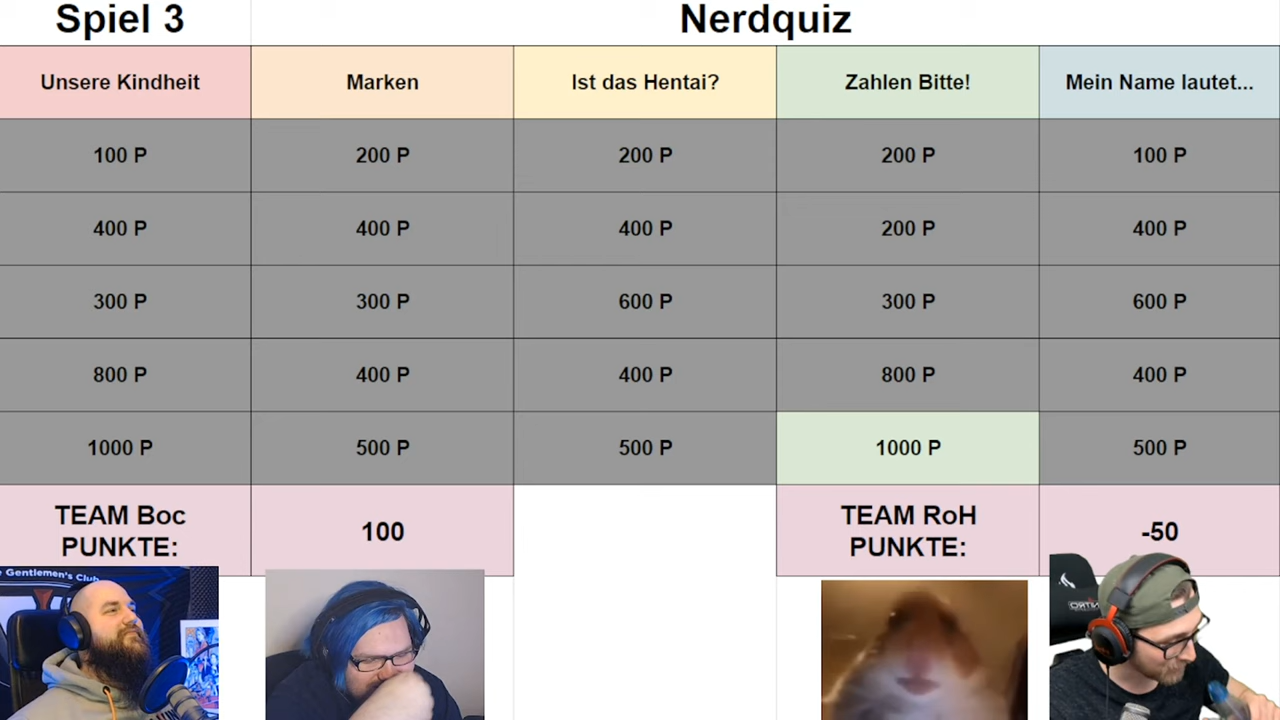 Spiel 3
Nerdquiz
Unsere Kindheit
Marken
Ist das Hentai?
Zahlen Bitte!
Mein Name lautet...
100 P
200 P
200 P
200 P
100 P
400 P
400 P
400 P
200 P
400 P
300 P
300 P
600 P
300 P
600 P
800 P
400 P
400 P
800 P
400 P
1000 P
500 P
500 P
1000 P
500 P
TEAM Boc
PUNKTE:
100
TEAM RoH
PUNKTE:
-50
Gentlemen's Club